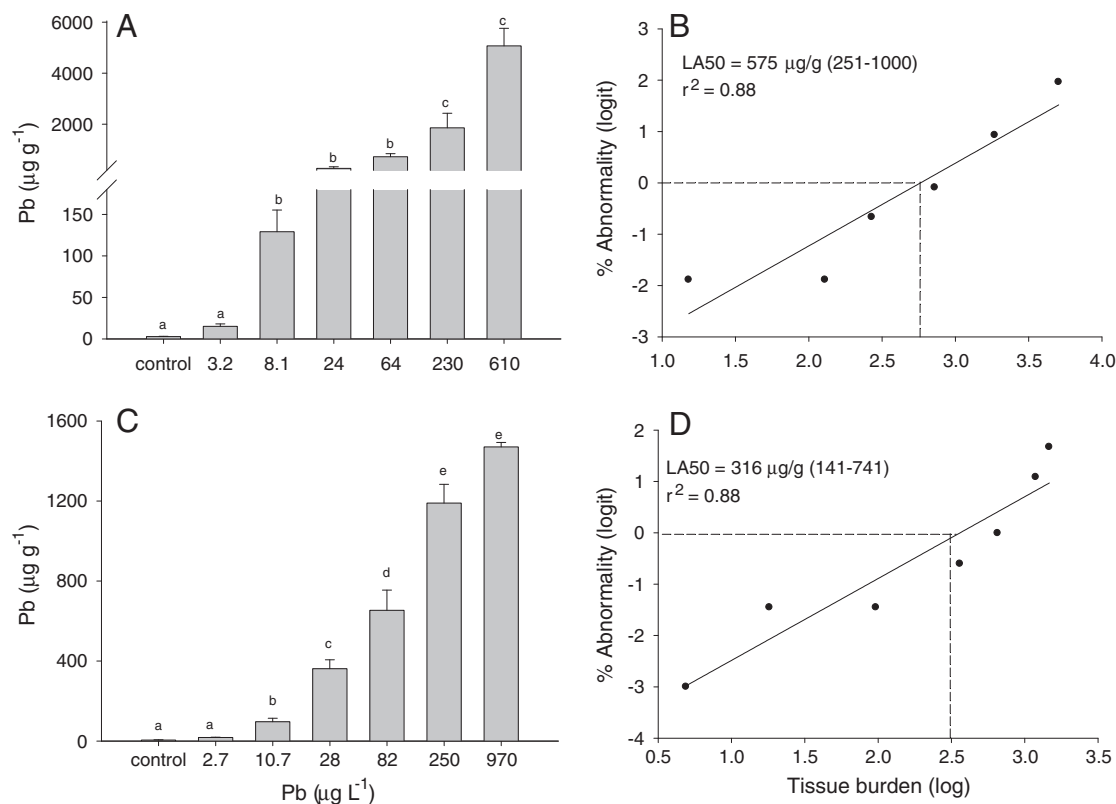 A
6000
4000
2000
150
100
50
0
Pb (µg g⁻¹)
a
a
b
b
b
c
c
control 3.2 8.1 24 64 230 610
B
LA50 = 575 µg/g (251-1000)
r² = 0.88
3
2
1
0
-1
-2
-3
% Abnormality (logit)
1.0 1.5 2.0 2.5 3.0 3.5 4.0
C
1600
1200
800
400
0
Pb (µg g⁻¹)
a
a
b
c
d
e
e
control 2.7 10.7 28 82 250 970
Pb (µg L⁻¹)
D
LA50 = 316 µg/g (141-741)
r² = 0.88
2
1
0
-1
-2
-3
-4
% Abnormality (logit)
0.5 1.0 1.5 2.0 2.5 3.0 3.5
Tissue burden (log)